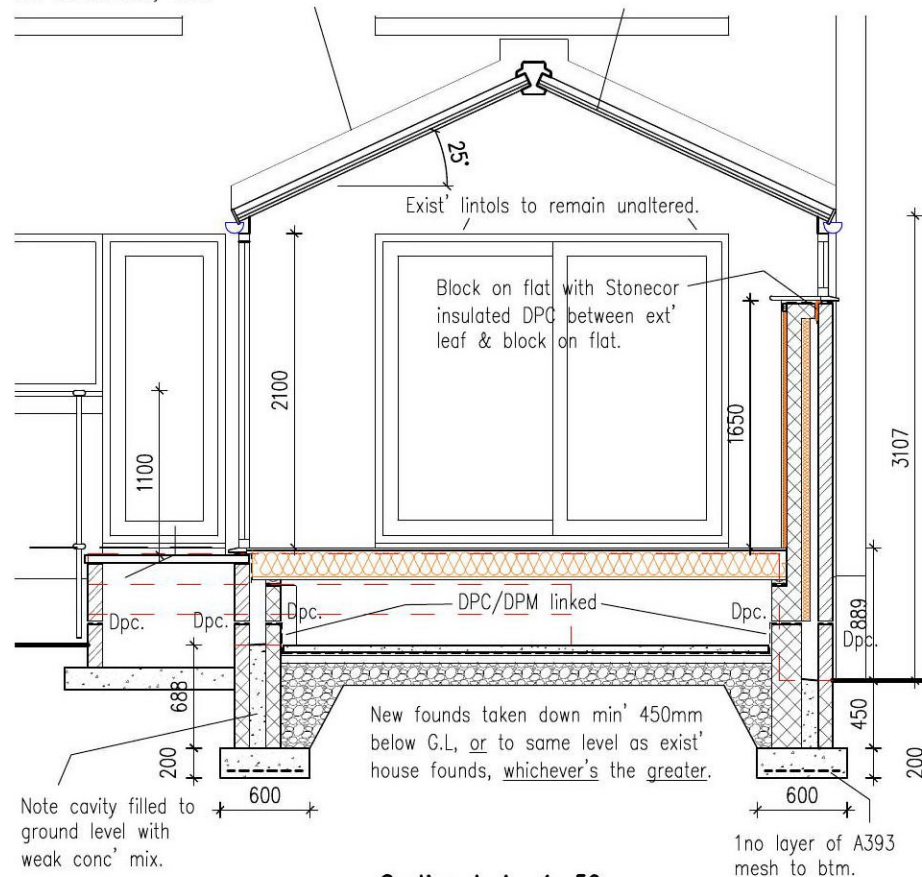 25°
Exist' lintols to remain unaltered.
Block on flat with Stonecor
insulated DPC between ext'
leaf & block on flat.
2100
1650
1100
3107
889
Dpc.
Dpc.
Dpc.
DPC/DPM linked
Dpc.
Dpc.
688
450
200
200
New founds taken down min' 450mm
below G.L, or to same level as exist'
house founds, whichever's the greater.
600
600
Note cavity filled to
ground level with
weak conc' mix.
1no layer of A393
mesh to btm.